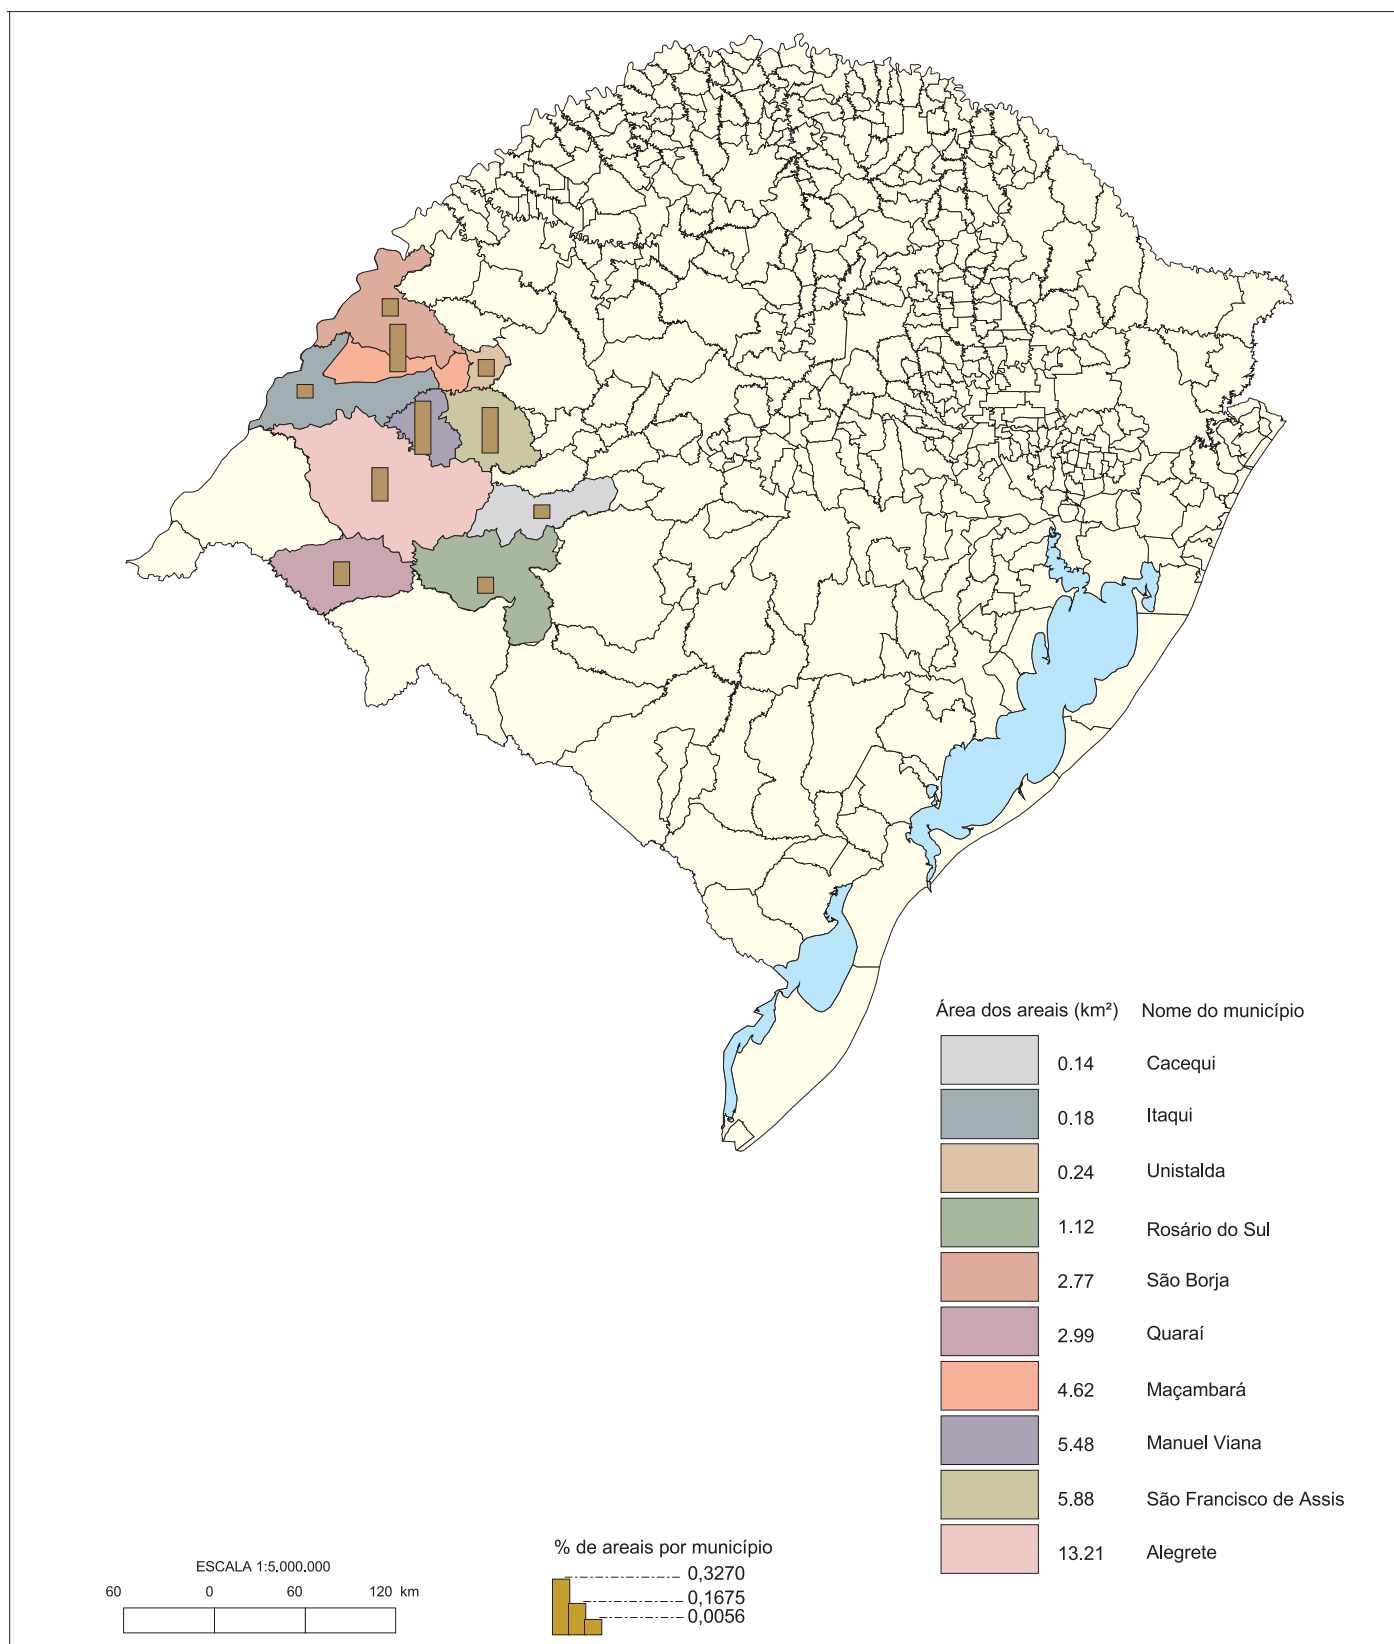 Área dos areais (km²) Nome do município
0.14 Cacequi
0.18 Itaqui
0.24 Unistalda
1.12 Rosário do Sul
2.77 São Borja
2.99 Quaraí
4.62 Maçambará
5.48 Manuel Viana
5.88 São Francisco de Assis
13.21 Alegrete
% de areais por município
0,3270
0,1675
0,0056
ESCALA 1:5.000.000
60 0 60 120 km